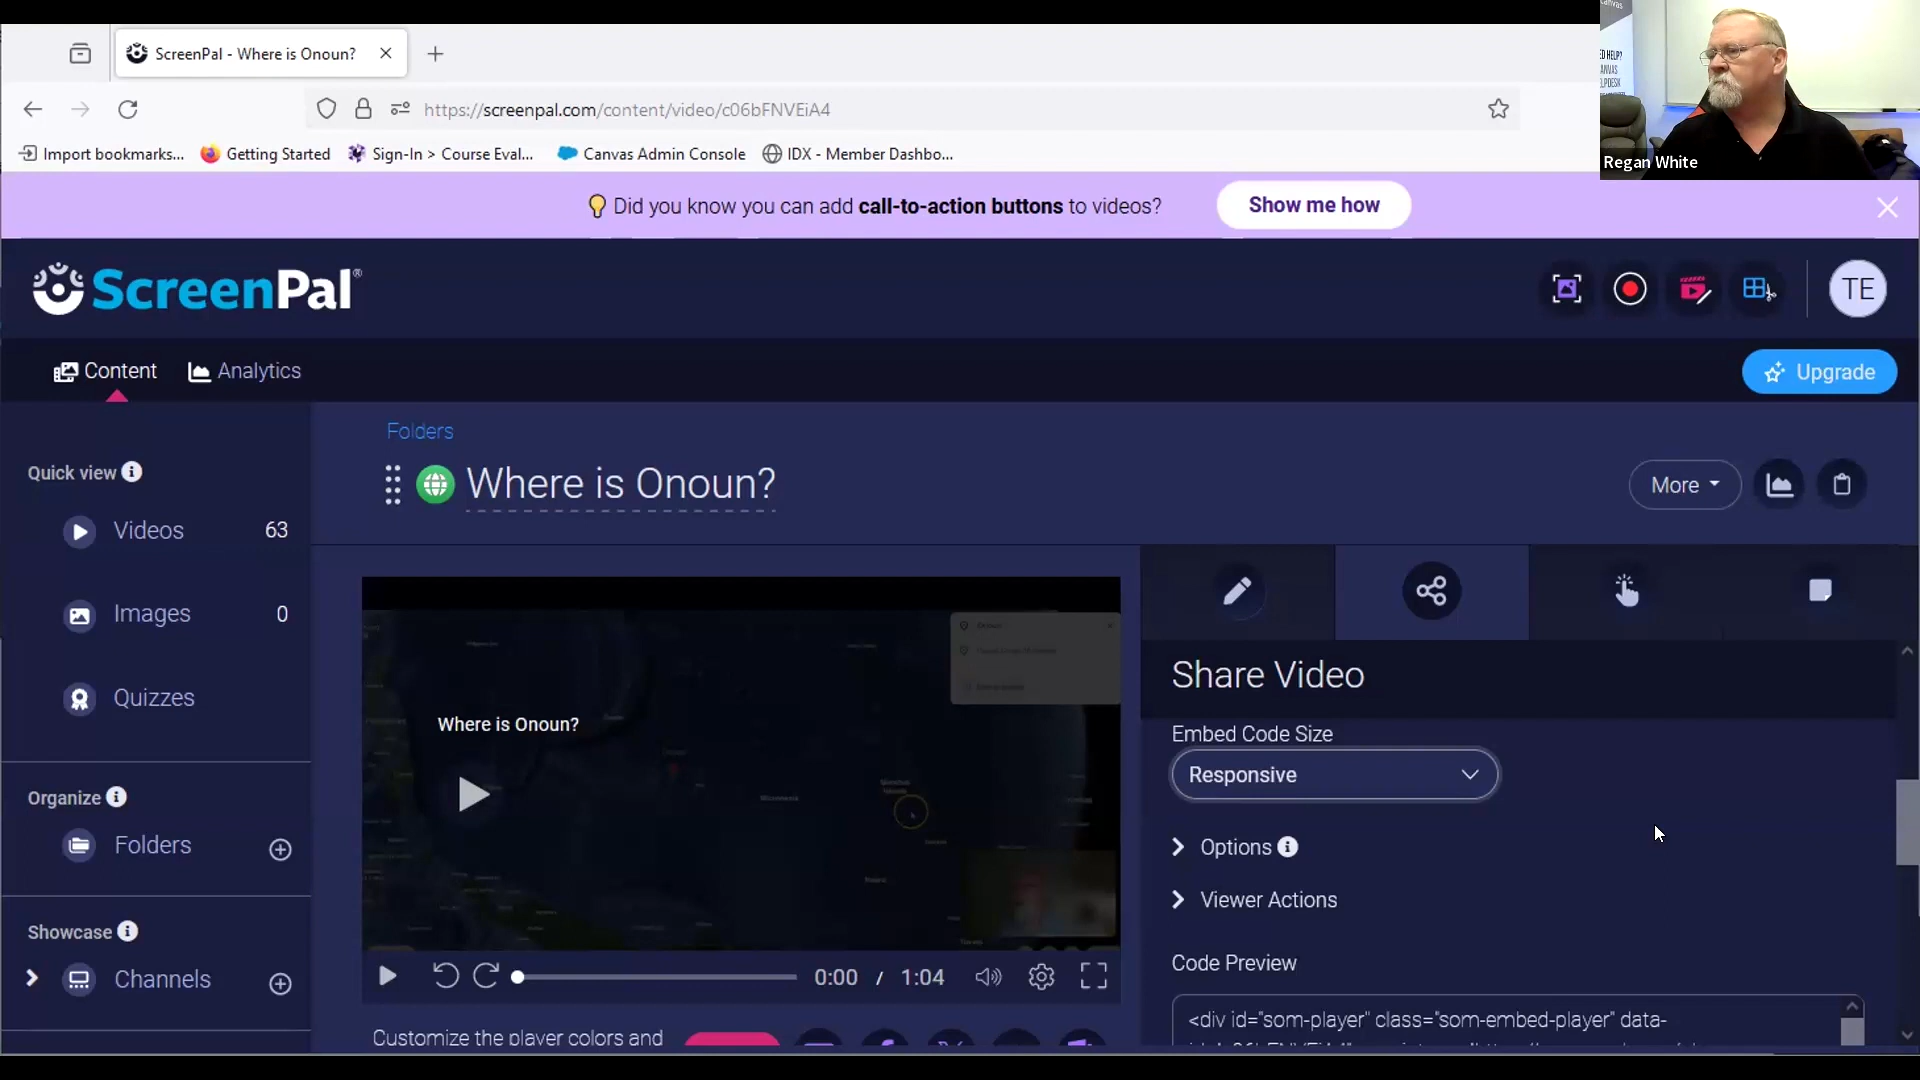 ScreenPal - Where is Onoun?
https://screenpal.com/content/video/c06bFNVEiA4
Import bookmarks...
Getting Started
Sign-In > Course Eval...
Canvas Admin Console
IDX - Member Dashbo...
Regan White
Did you know you can add call-to-action buttons to videos?
Show me how
ScreenPal®
TE
Content
Analytics
Upgrade
Folders
Where is Onoun?
More
Quick view
Videos 63
Images 0
Quizzes
Organize
Folders
Showcase
Channels
Where is Onoun?
0:00 / 1:04
Customize the player colors and
Share Video
Embed Code Size
Responsive
Options
Viewer Actions
Code Preview
<div id="som-player" class="som-embed-player" data-